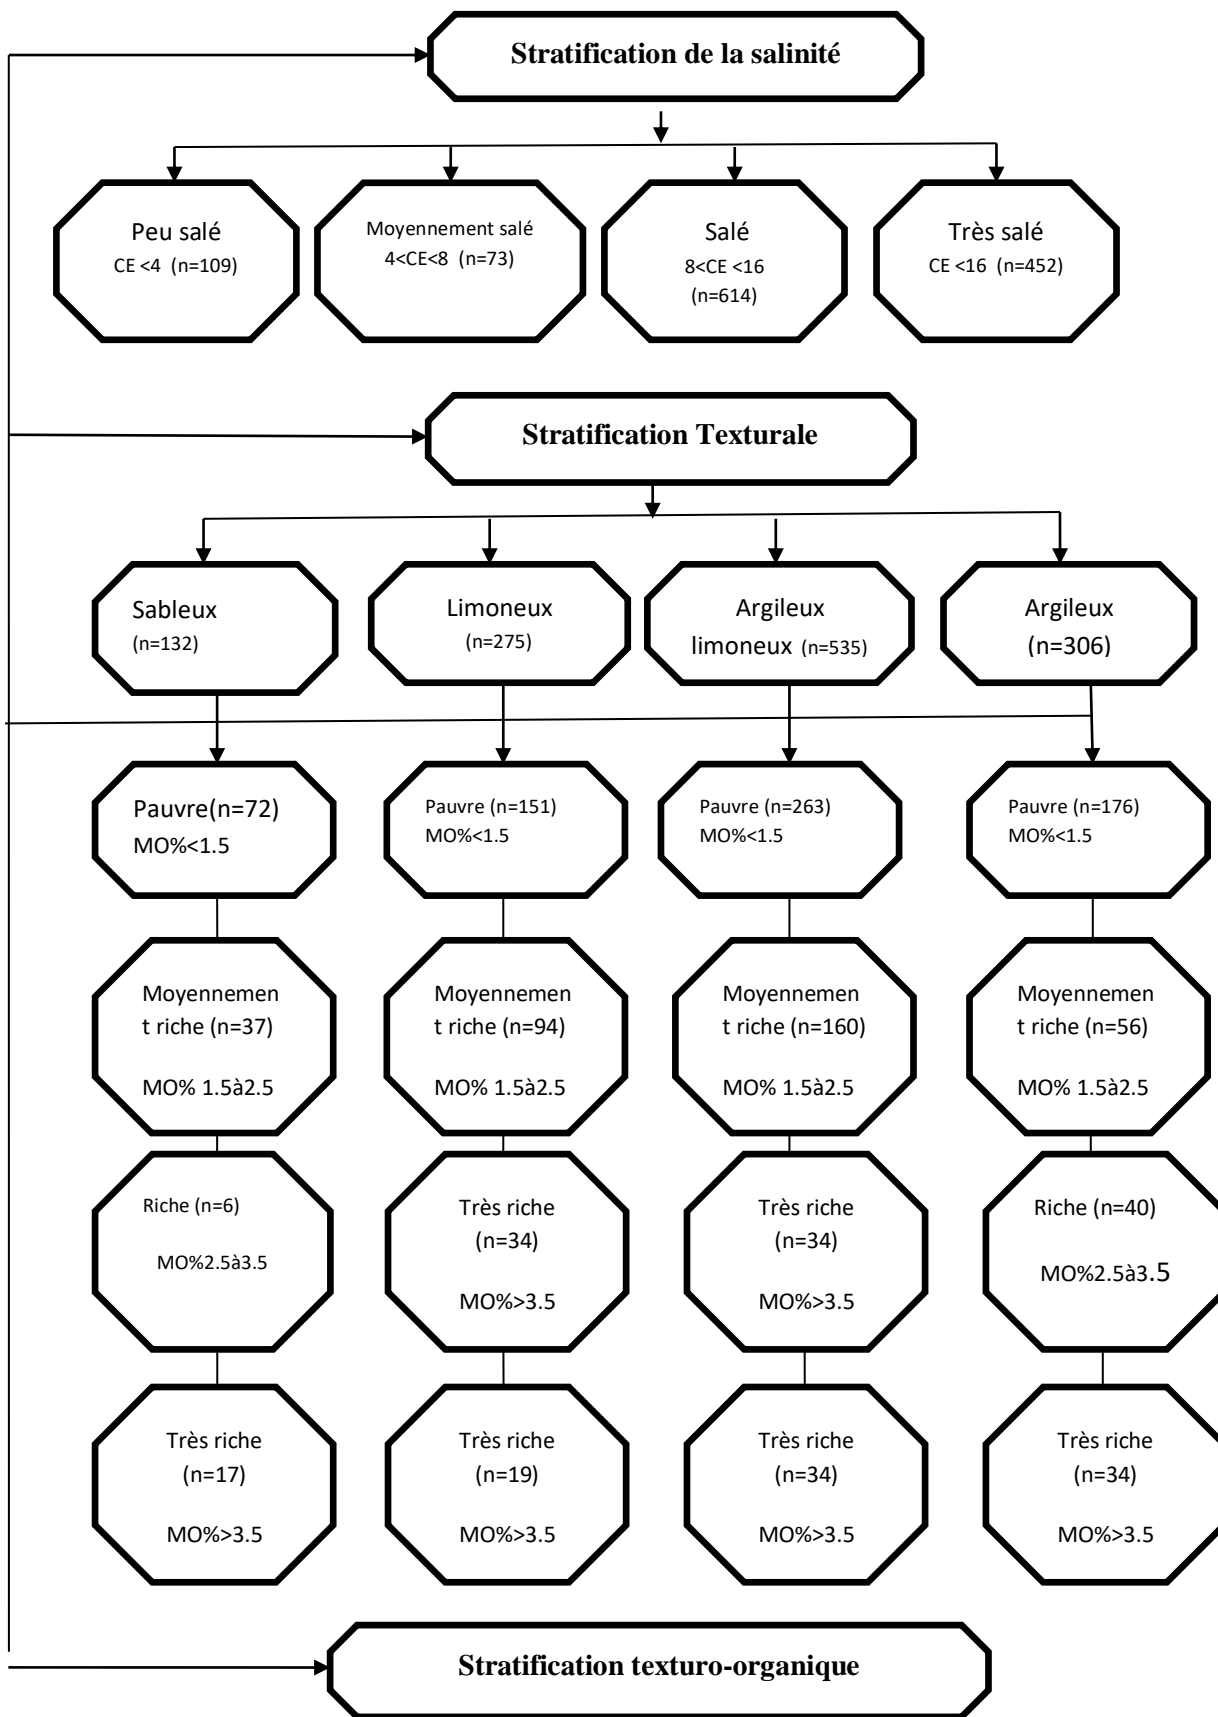 Stratification de la salinité
Peu salé
CE <4 (n=109)
Moyennement salé
4<CE<8 (n=73)
Salé
8<CE <16
(n=614)
Très salé
CE <16 (n=452)
Stratification Texturale
Sableux
(n=132)
Limoneux
(n=275)
Argileux
limoneux (n=535)
Argileux
(n=306)
Pauvre(n=72)
MO%<1.5
Pauvre (n=151)
MO%<1.5
Pauvre (n=263)
MO%<1.5
Pauvre (n=176)
MO%<1.5
Moyennemen
t riche (n=37)
MO% 1.5à2.5
Moyennemen
t riche (n=94)
MO% 1.5à2.5
Moyennemen
t riche (n=160)
MO% 1.5à2.5
Moyennemen
t riche (n=56)
MO% 1.5à2.5
Riche (n=6)
MO%2.5à3.5
Très riche
(n=34)
MO%>3.5
Très riche
(n=34)
MO%>3.5
Riche (n=40)
MO%2.5à3.5
Très riche
(n=17)
MO%>3.5
Très riche
(n=19)
MO%>3.5
Très riche
(n=34)
MO%>3.5
Très riche
(n=34)
MO%>3.5
Stratification texturo-organique